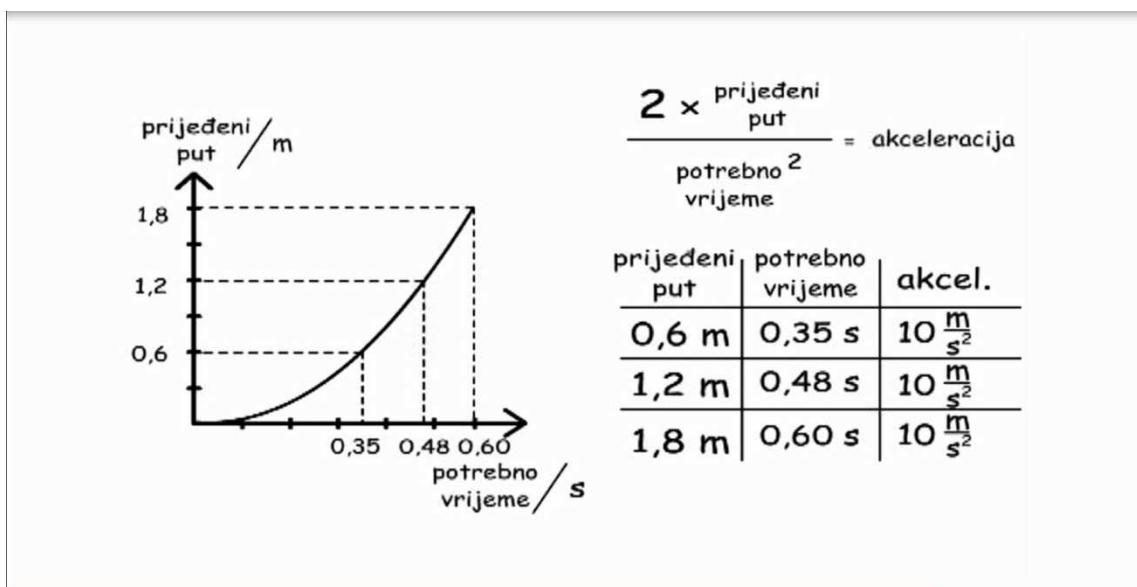 prijeđeni
put / m
1,8
1,2
0,6
0,35 0,48 0,60
potrebno
vrijeme / s
2 × prijeđeni
put
potrebno ²
vrijeme
= akceleracija
prijeđeni potrebno akcel.
put vrijeme
0,6 m 0,35 s 10 m/s²
1,2 m 0,48 s 10 m/s²
1,8 m 0,60 s 10 m/s²